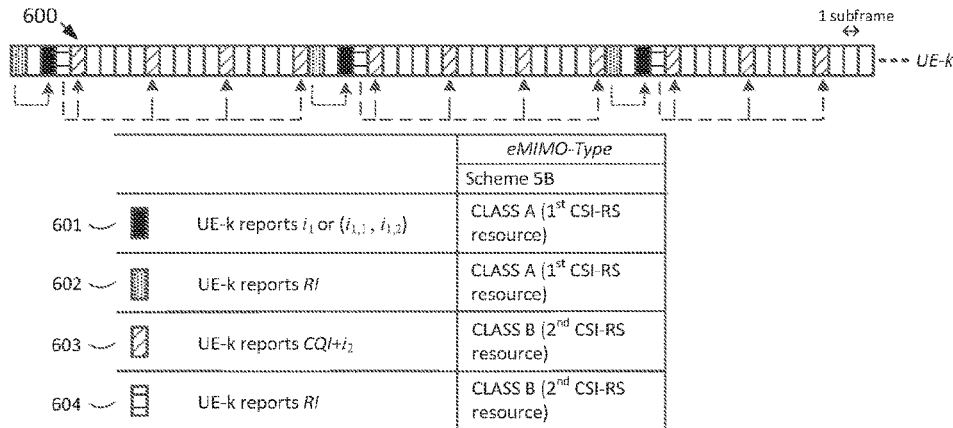 600
1 subframe
UE-k
eMIMO-Type
Scheme 5B
601
UE-k reports i₁ or (i₁,₁ , i₁,₂)
CLASS A (1st CSI-RS
resource)
602
UE-k reports RI
CLASS A (1st CSI-RS
resource)
603
UE-k reports CQI+i₂
CLASS B (2nd CSI-RS
resource)
604
UE-k reports RI
CLASS B (2nd CSI-RS
resource)